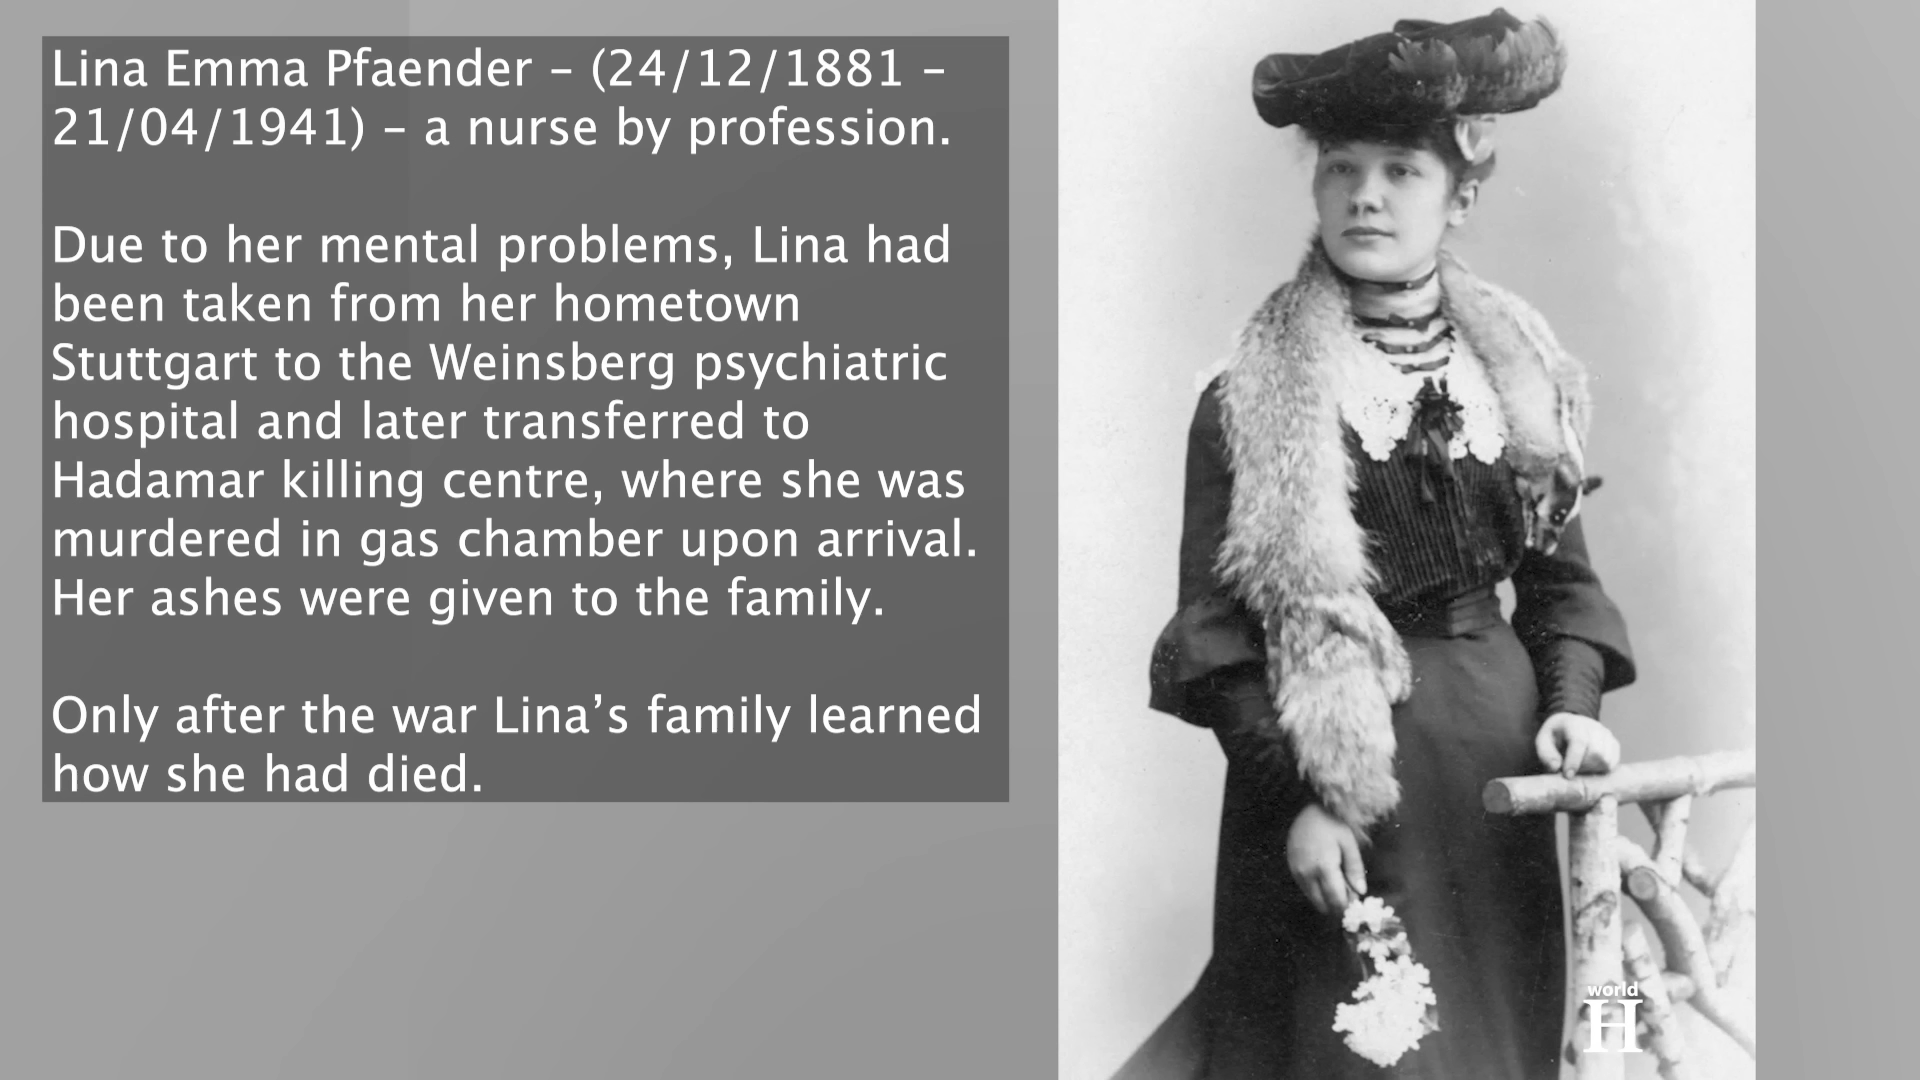 Lina Emma Pfaender – (24/12/1881 –
21/04/1941) – a nurse by profession.
Due to her mental problems, Lina had
been taken from her hometown
Stuttgart to the Weinsberg psychiatric
hospital and later transferred to
Hadamar killing centre, where she was
murdered in gas chamber upon arrival.
Her ashes were given to the family.
Only after the war Lina’s family learned
how she had died.
world
H